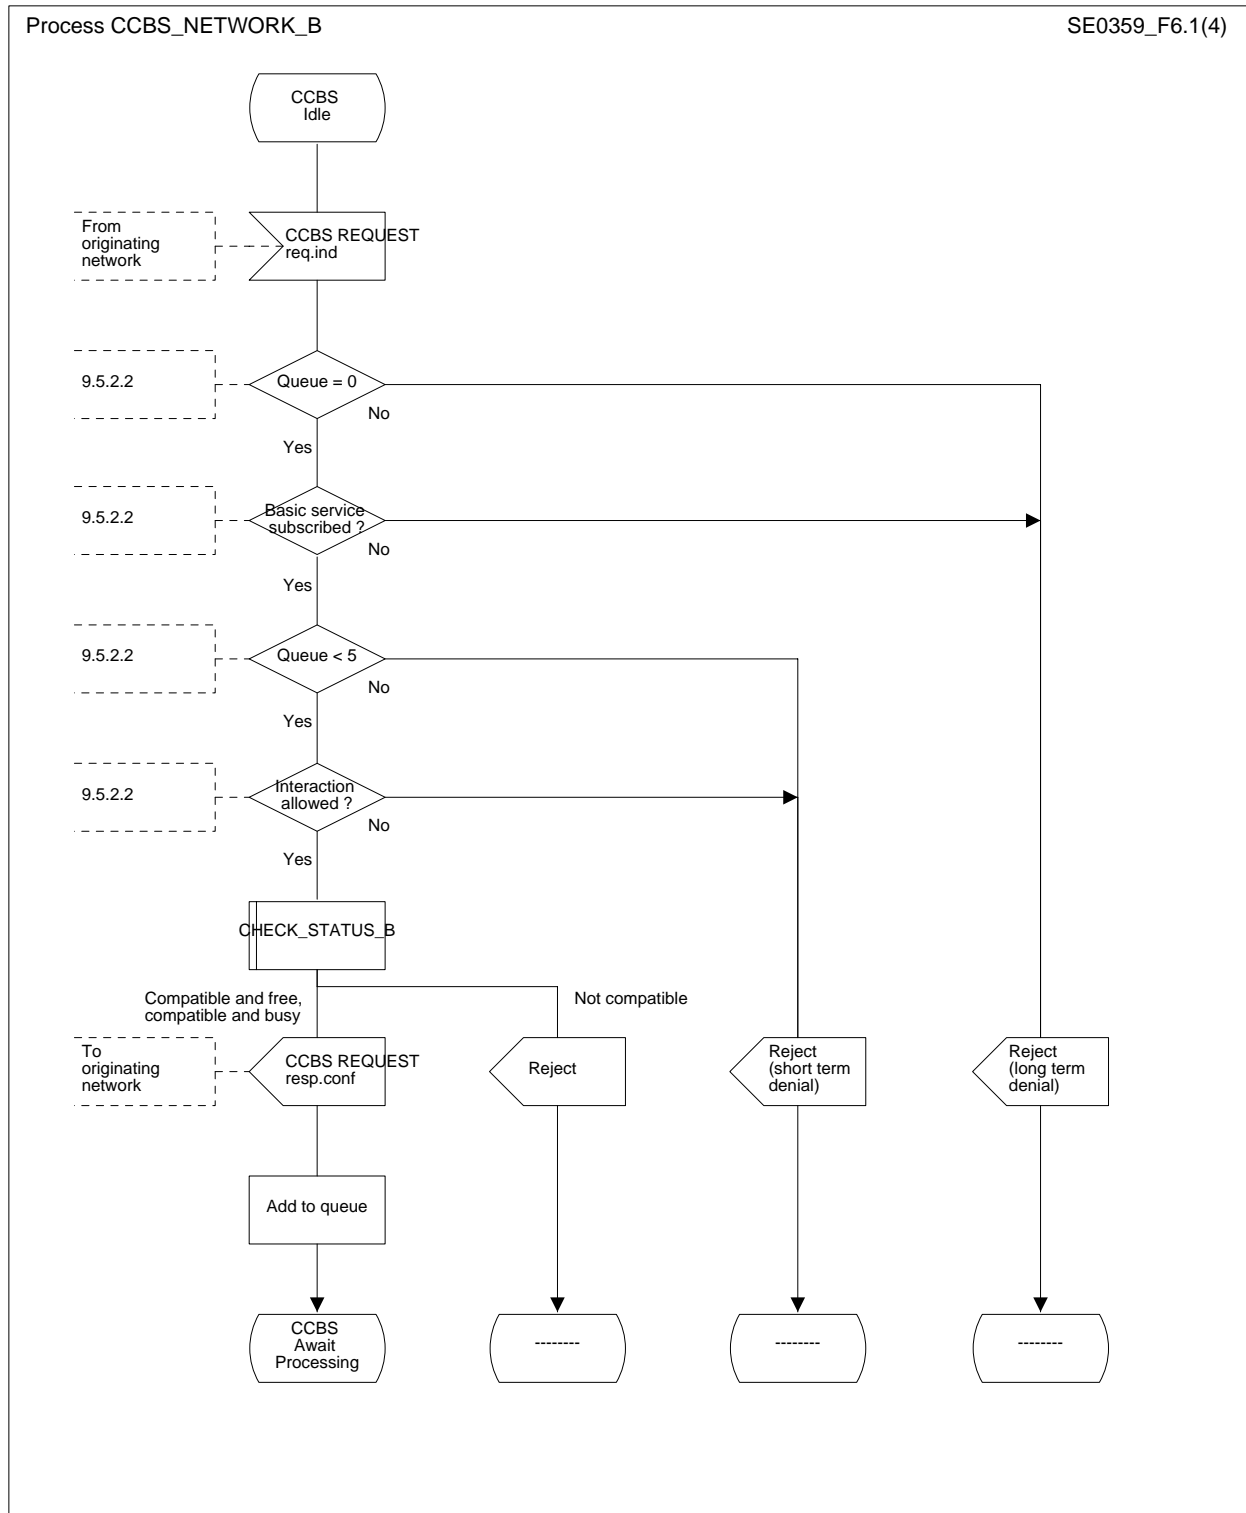 Process CCBS_NETWORK_B
SE0359_F6.1(4)
CCBS
Idle
From
originating
network
CCBS REQUEST
req.ind
9.5.2.2
Queue = 0
No
Yes
9.5.2.2
Basic service
subscribed ?
No
Yes
9.5.2.2
Queue < 5
No
Yes
9.5.2.2
Interaction
allowed ?
No
Yes
CHECK_STATUS_B
Compatible and free,
compatible and busy
Not compatible
To
originating
network
CCBS REQUEST
resp.conf
Reject
Reject
(short term
denial)
Reject
(long term
denial)
Add to queue
CCBS
Await
Processing
--------
--------
--------